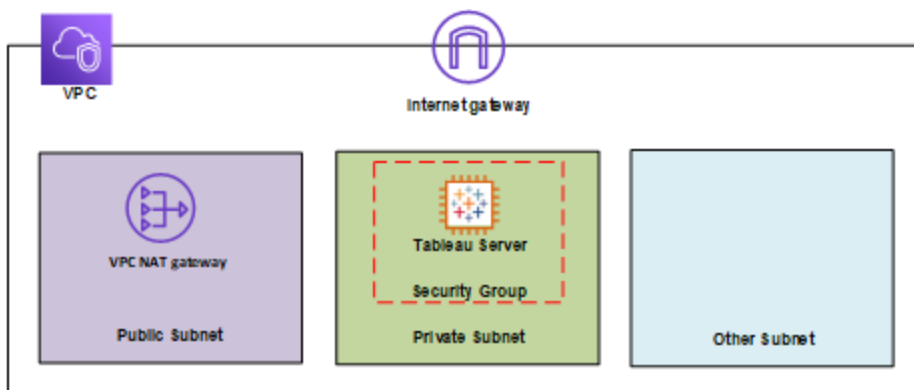 VPC
Internet gateway
VPC NAT gateway
Public Subnet
Tableau Server
Security Group
Private Subnet
Other Subnet